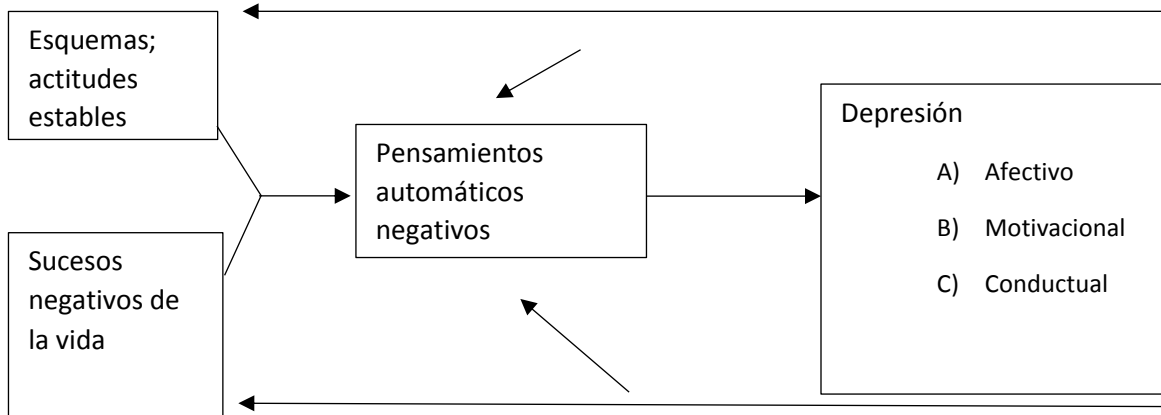 Esquemas;
actitudes
estables
Pensamientos
automáticos
negativos
Sucesos
negativos de
la vida
Depresión
A) Afectivo
B) Motivacional
C) Conductual